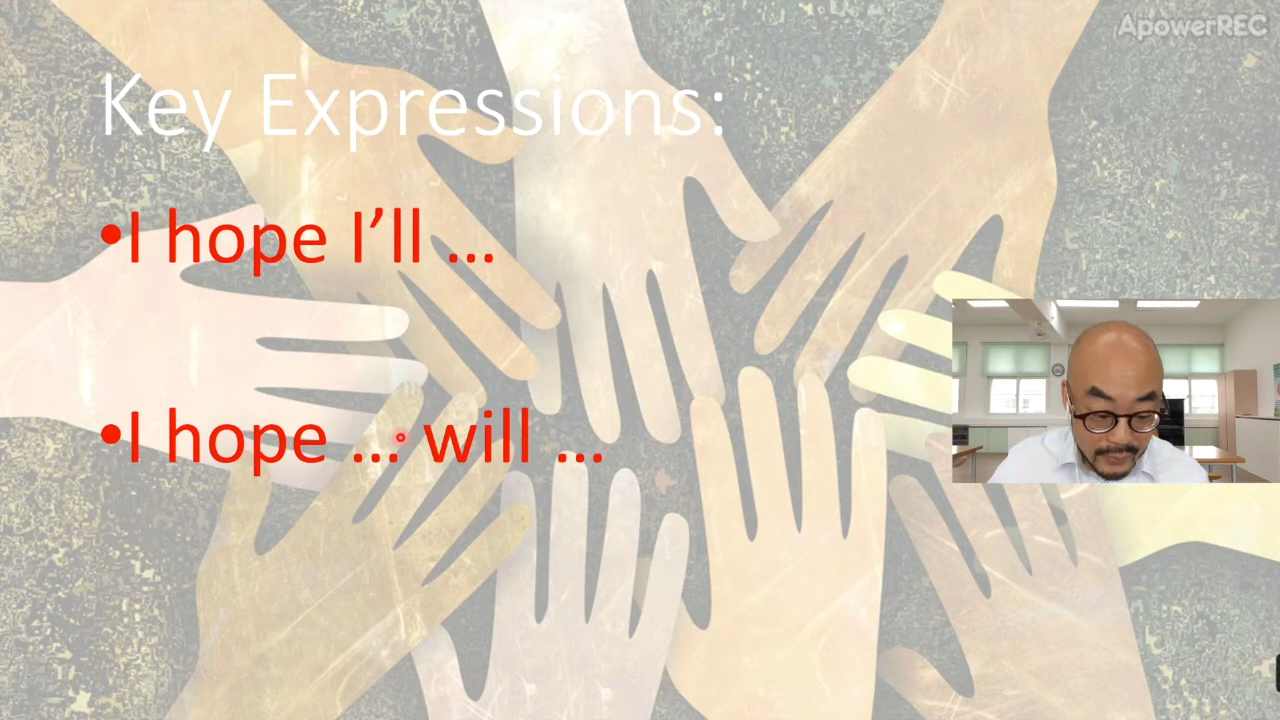 ApowerREC
Key Expressions:
•I hope I’ll ...
•I hope ... will ...